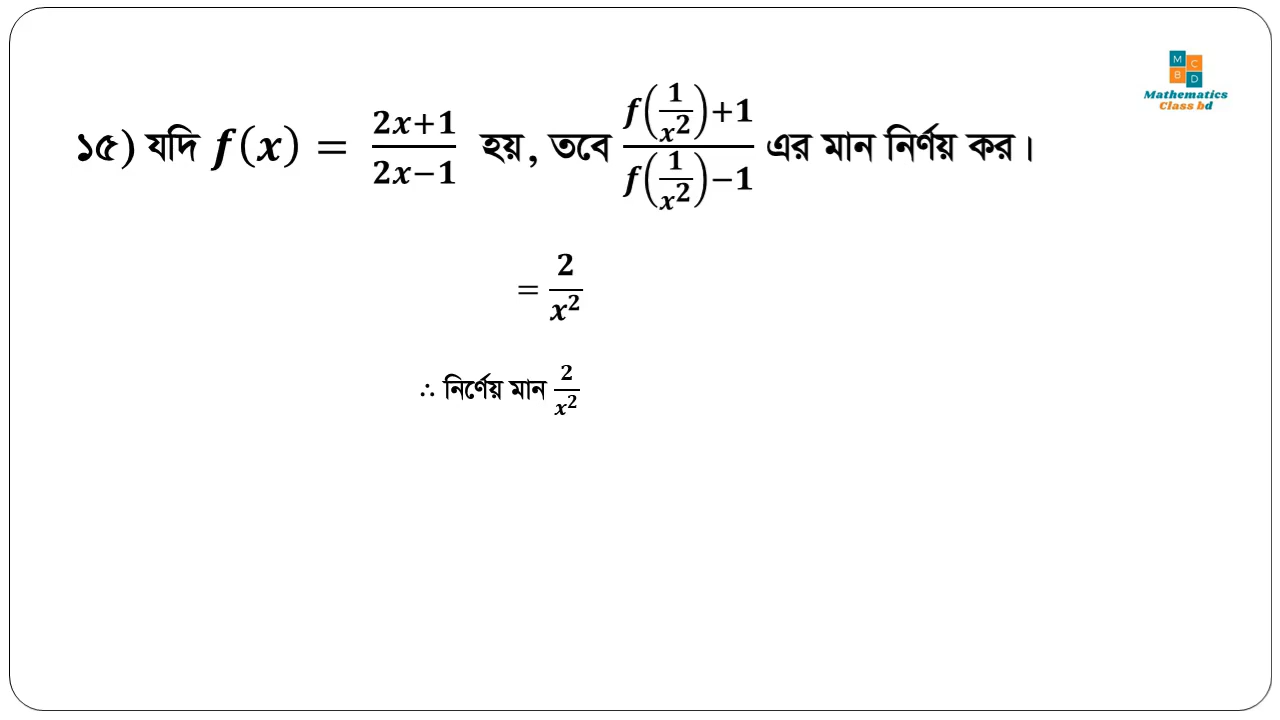 M C
B D
Mathematics
Class bd
১৫) যদি f(x) = (2x+1)/(2x−1) হয়, তবে (f(1/x²)+1)/(f(1/x²)−1) এর মান নির্ণয় কর।
= 2/x²
∴ নির্ণেয় মান 2/x²